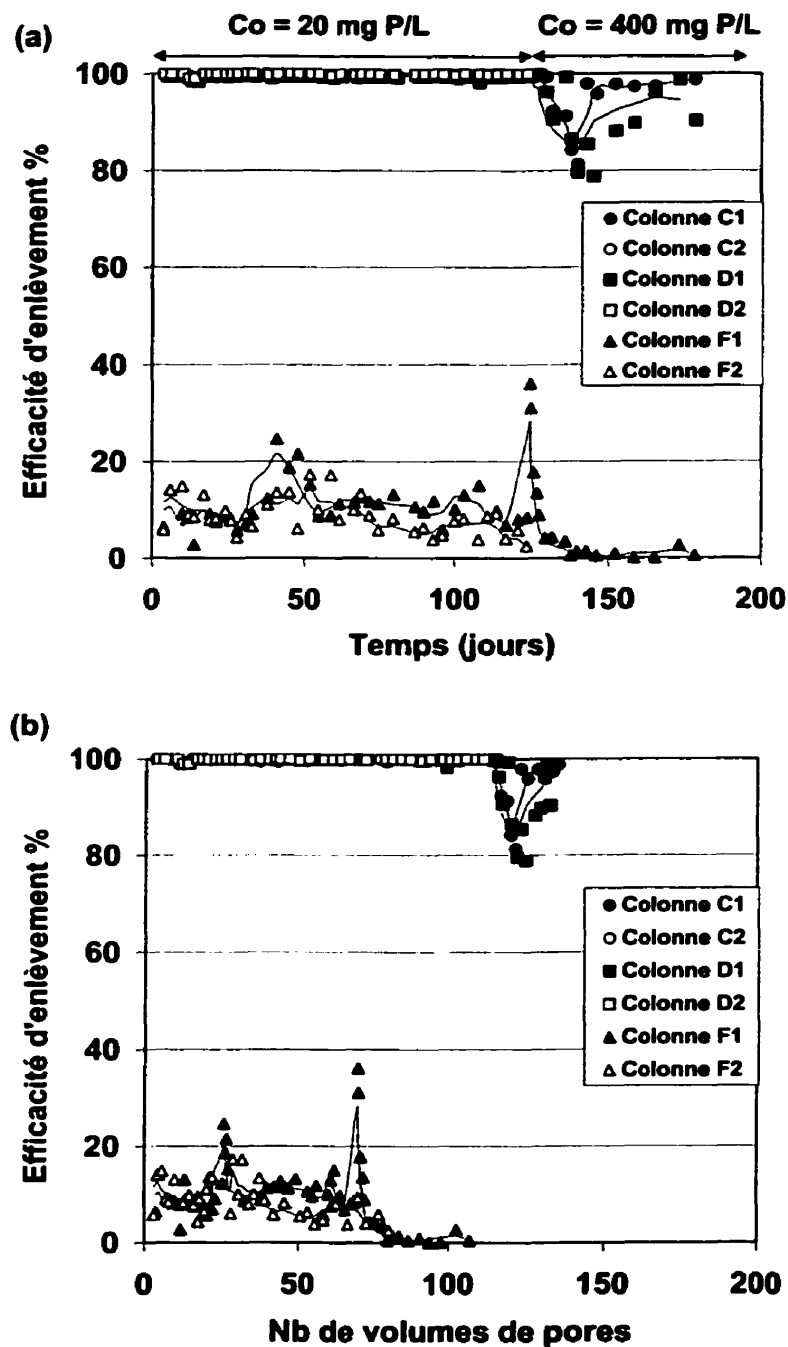 (a)
Co = 20 mg P/L Co = 400 mg P/L
Efficacité d'enlèvement %
100
80
60
40
20
0
Colonne C1
Colonne C2
Colonne D1
Colonne D2
Colonne F1
Colonne F2
0 50 100 150 200
Temps (jours)
(b)
Efficacité d'enlèvement %
100
80
60
40
20
0
Colonne C1
Colonne C2
Colonne D1
Colonne D2
Colonne F1
Colonne F2
0 50 100 150 200
Nb de volumes de pores